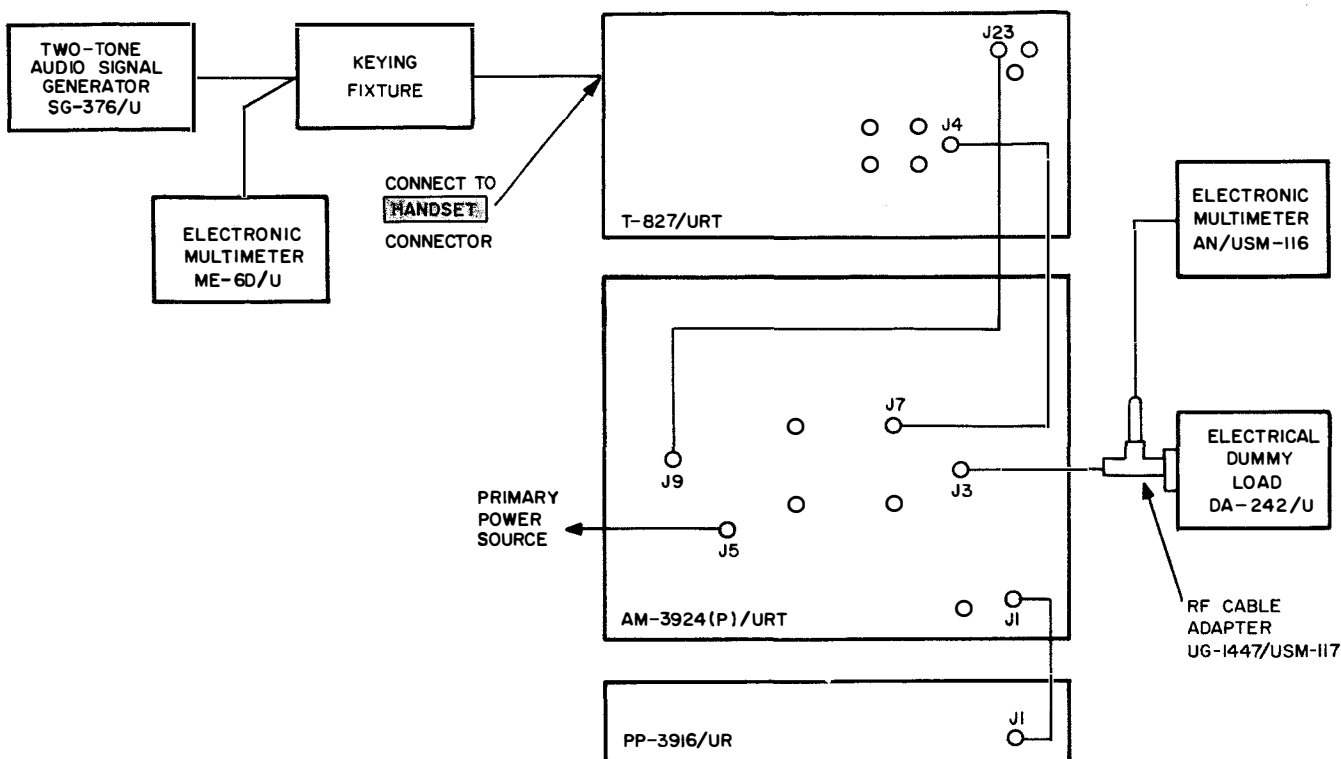 TWO-TONE
AUDIO SIGNAL
GENERATOR
SG-376/U
KEYING
FIXTURE
ELECTRONIC
MULTIMETER
ME-6D/U
CONNECT TO
HANDSET
CONNECTOR
J23
J4
T-827/URT
ELECTRONIC
MULTIMETER
AN/USM-116
J7
J9
J3
PRIMARY
POWER
SOURCE
J5
ELECTRICAL
DUMMY
LOAD
DA-242/U
AM-3924(P)/URT
J1
RF CABLE
ADAPTER
UG-1447/USM-117
PP-3916/UR
J1